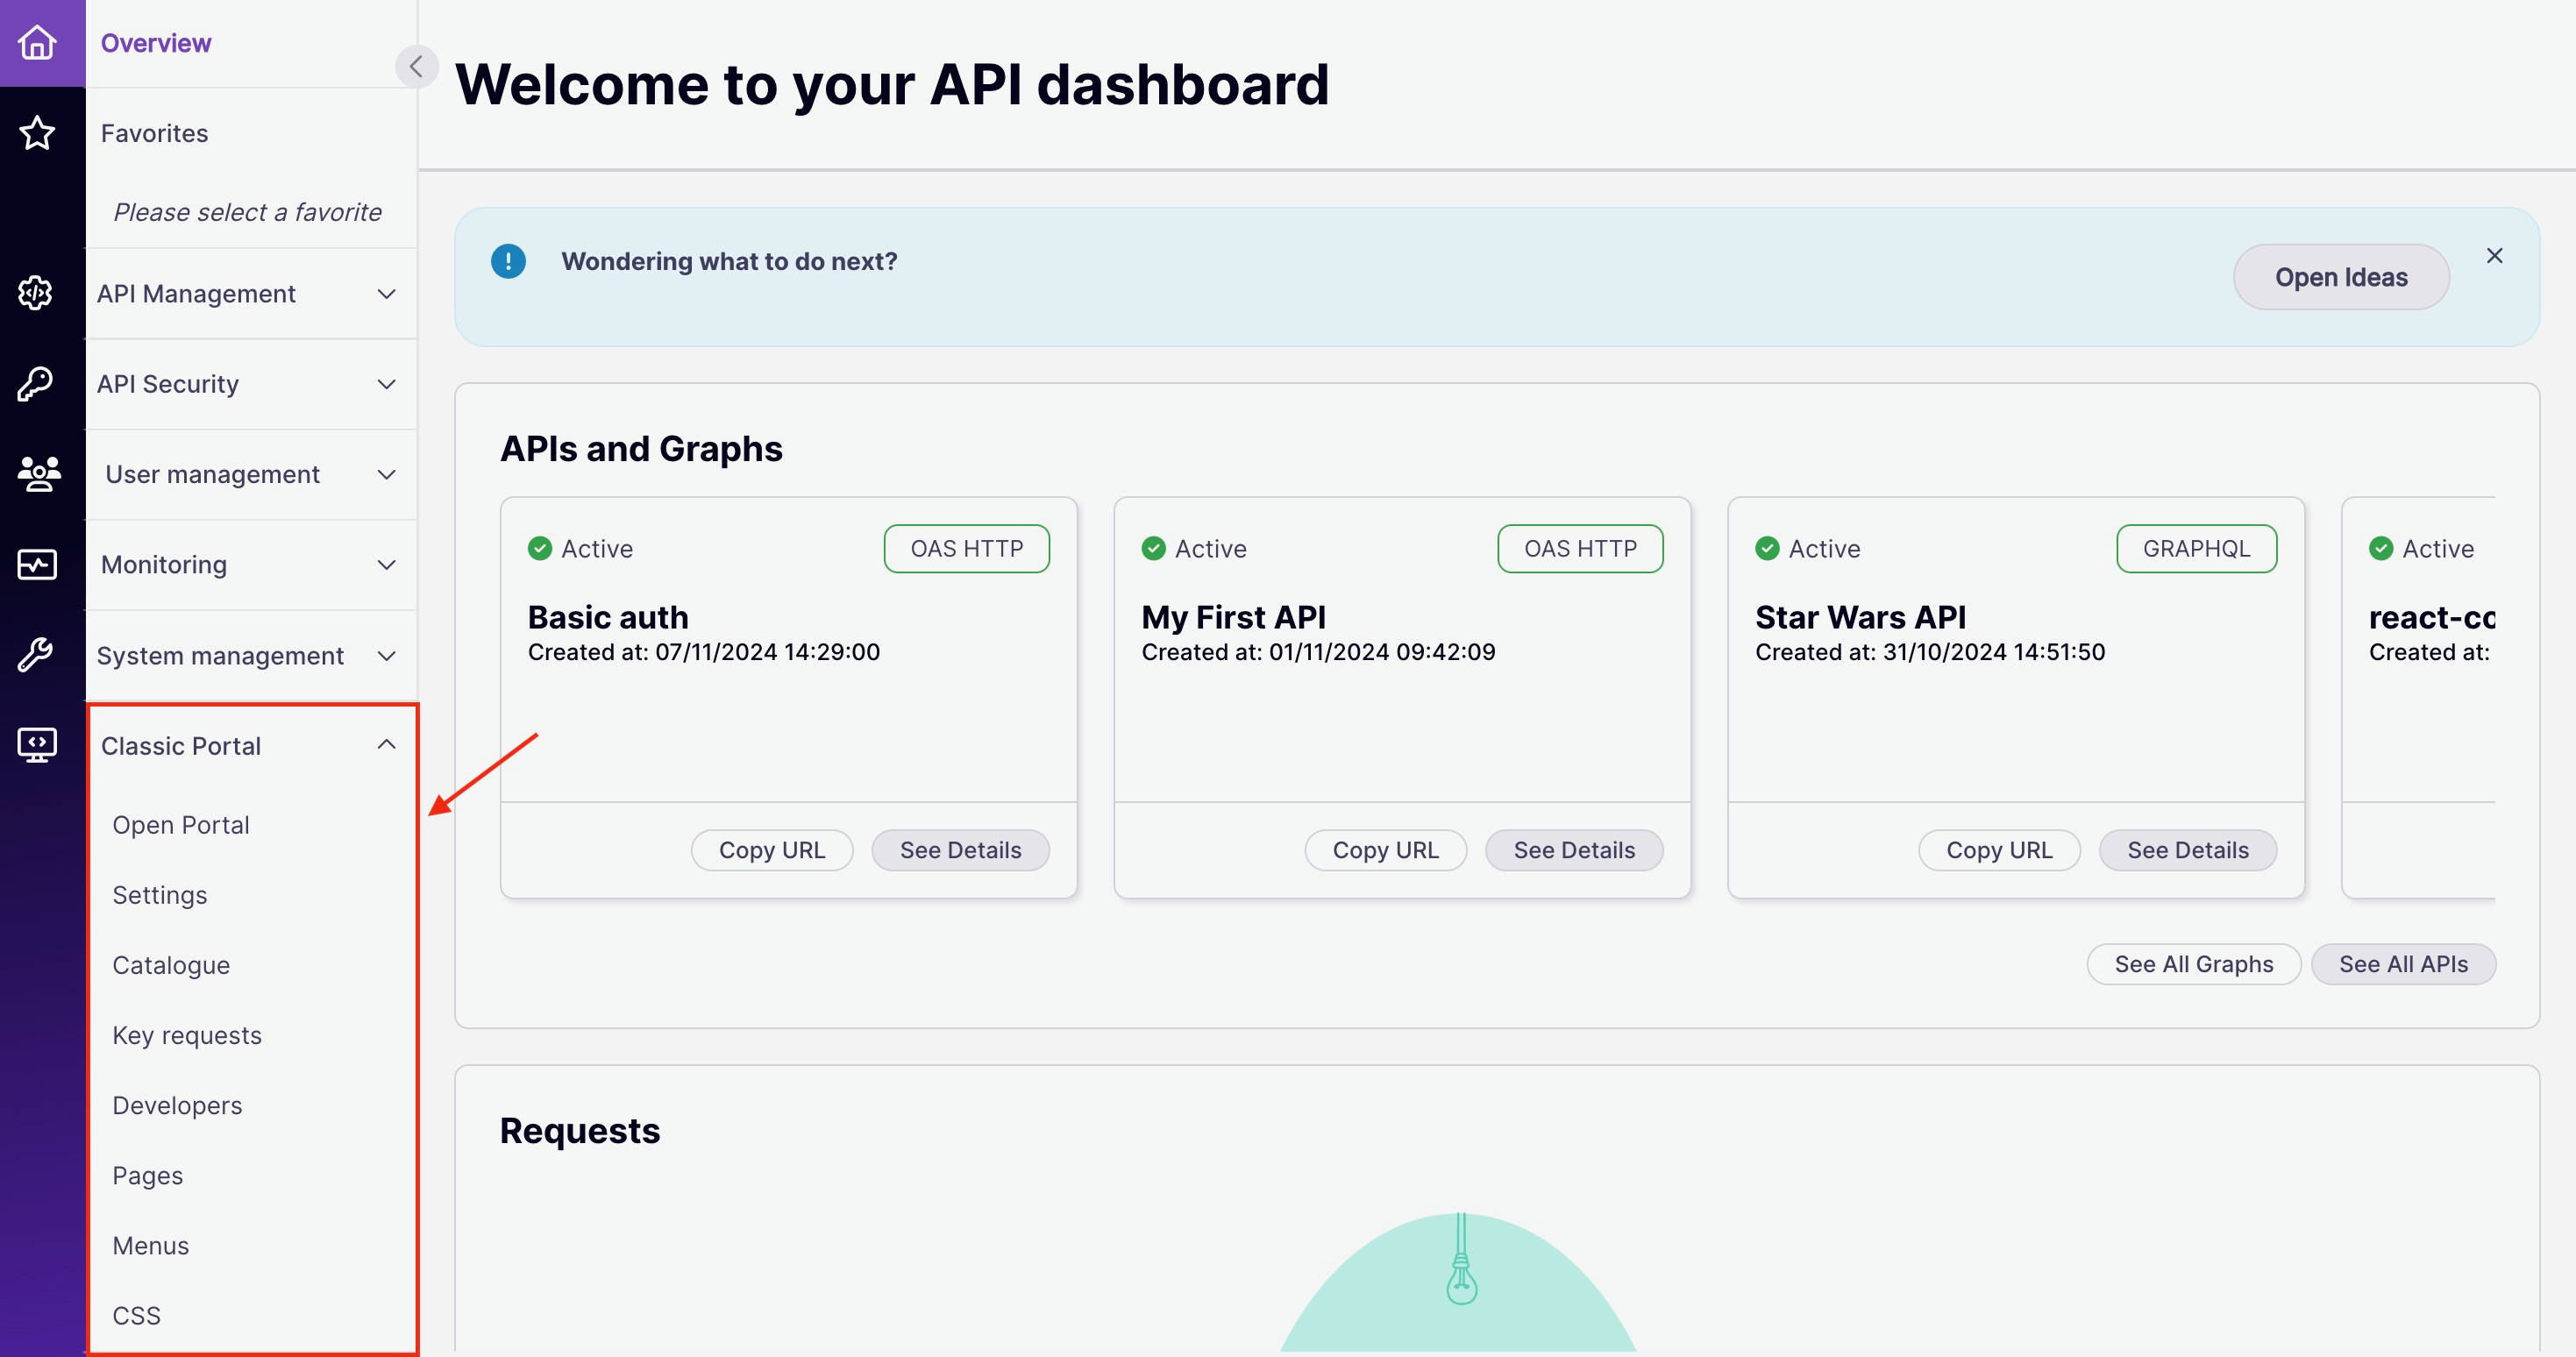 Overview
Favorites
Please select a favorite
API Management
API Security
User management
Monitoring
System management
Classic Portal
Open Portal
Settings
Catalogue
Key requests
Developers
Pages
Menus
CSS
Welcome to your API dashboard
Wondering what to do next?
Open Ideas
APIs and Graphs
Active
OAS HTTP
Basic auth
Created at: 07/11/2024 14:29:00
Copy URL
See Details
Active
OAS HTTP
My First API
Created at: 01/11/2024 09:42:09
Copy URL
See Details
Active
GRAPHQL
Star Wars API
Created at: 31/10/2024 14:51:50
Copy URL
See Details
Active
react-co
Created at:
See All Graphs
See All APIs
Requests